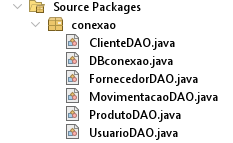 Source Packages
conexao
ClienteDAO.java
DBconexao.java
FornecedorDAO.java
MovimentacaoDAO.java
ProdutoDAO.java
UsuarioDAO.java